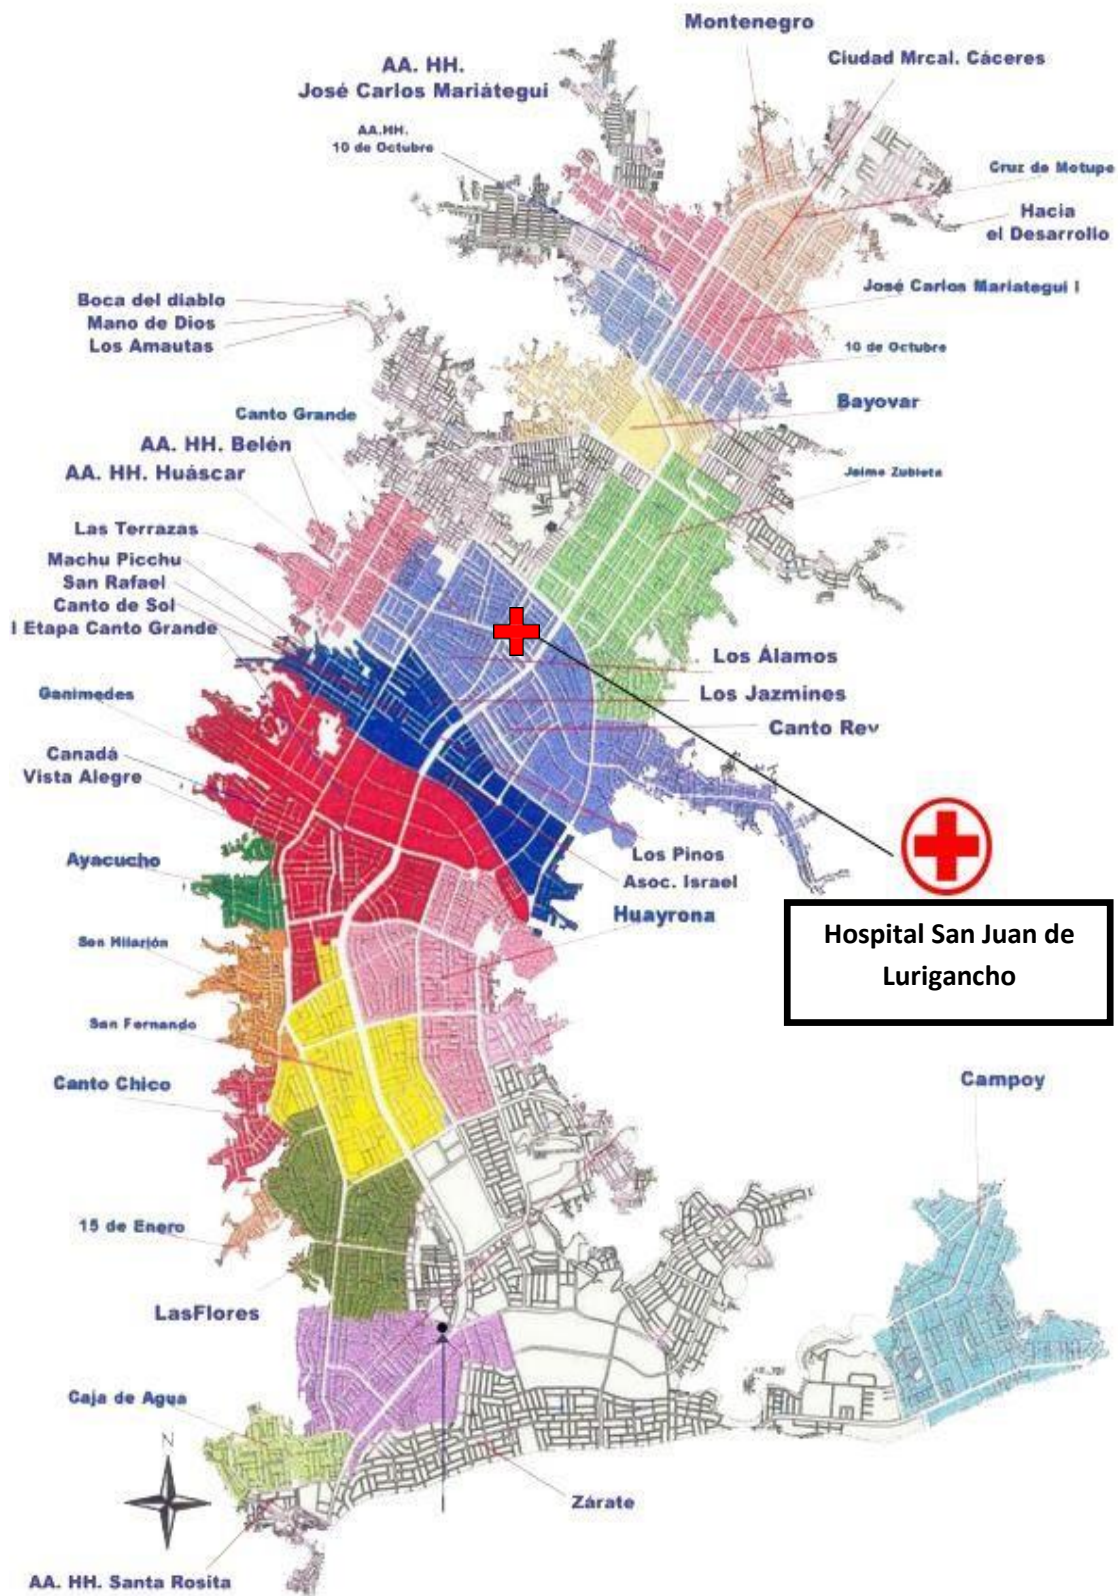 Montenegro
Ciudad Mrcal. Cáceres
AA. HH.
José Carlos Mariátegui
AA.HH.
10 de Octubre
Cruz de Motupe
Hacia
el Desarrollo
José Carlos Mariategui I
Boca del diablo
Mano de Dios
Los Amautas
10 de Octubre
Bayovar
Canto Grande
AA. HH. Belén
AA. HH. Huáscar
Jaime Zubieta
Las Terrazas
Machu Picchu
San Rafael
Canto de Sol
I Etapa Canto Grande
Los Álamos
Los Jazmines
Canto Rey
Ganimedes
Canadá
Vista Alegre
Ayacucho
Los Pinos
Asoc. Israel
Huayrona
Hospital San Juan de
Lurigancho
San Hilarión
San Fernando
Canto Chico
Campoy
15 de Enero
LasFlores
Caja de Agua
N
Zárate
AA. HH. Santa Rosita